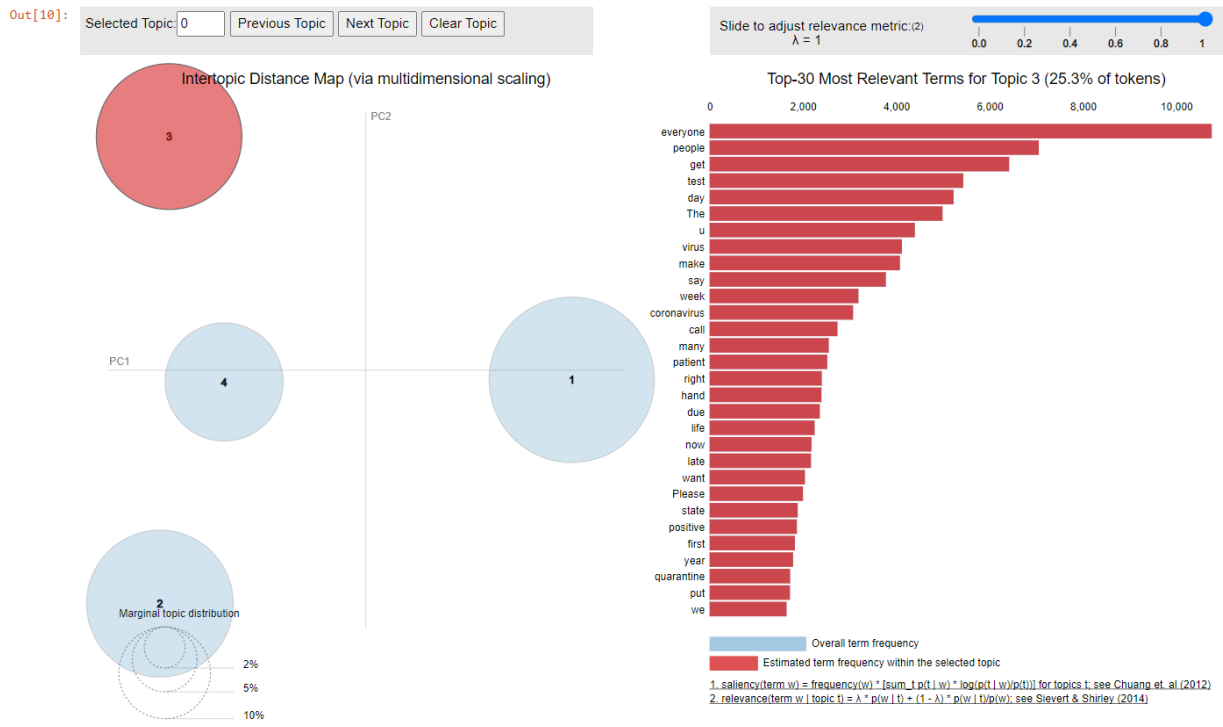 Out[10]:
Selected Topic: 0 Previous Topic Next Topic Clear Topic
Slide to adjust relevance metric:(2)
λ = 1
0.0 0.2 0.4 0.6 0.8 1
Intertopic Distance Map (via multidimensional scaling)
PC2
3
PC1
4
1
2
Marginal topic distribution
2%
5%
10%
Top-30 Most Relevant Terms for Topic 3 (25.3% of tokens)
0 2,000 4,000 6,000 8,000 10,000
everyone
people
get
test
day
The
u
virus
make
say
week
coronavirus
call
many
patient
right
hand
due
life
now
late
want
Please
state
positive
first
year
quarantine
put
we
Overall term frequency
Estimated term frequency within the selected topic
1. saliency(term w) = frequency(w) * [sum_t p(t | w) * log(p(t | w)/p(t))] for topics t; see Chuang et. al (2012)
2. relevance(term w | topic t) = λ * p(w | t) + (1 - λ) * p(w | t)/p(w); see Sievert & Shirley (2014)